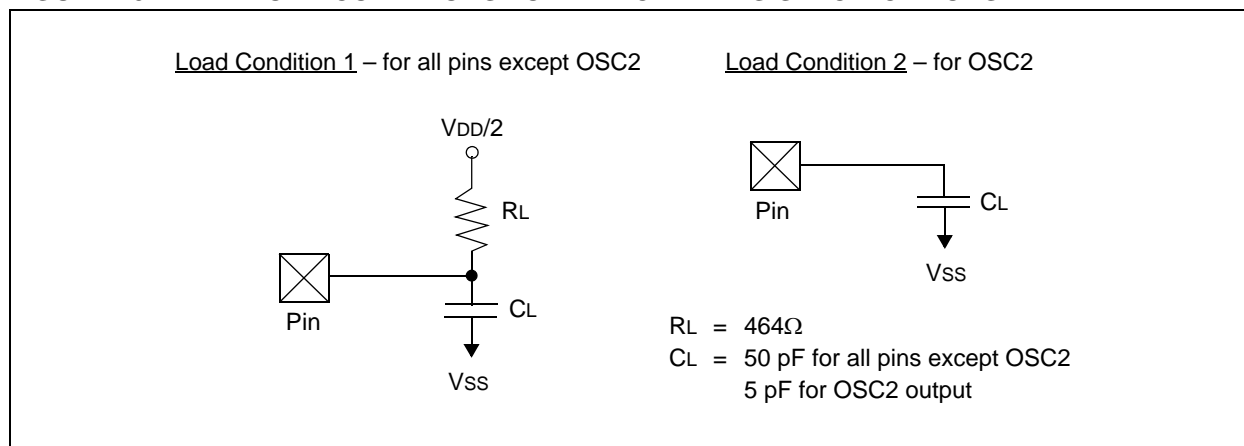 Load Condition 1 – for all pins except OSC2
VDD/2
RL
Pin
CL
VSS
Load Condition 2 – for OSC2
Pin
CL
VSS
RL = 464Ω
CL = 50 pF for all pins except OSC2
5 pF for OSC2 output